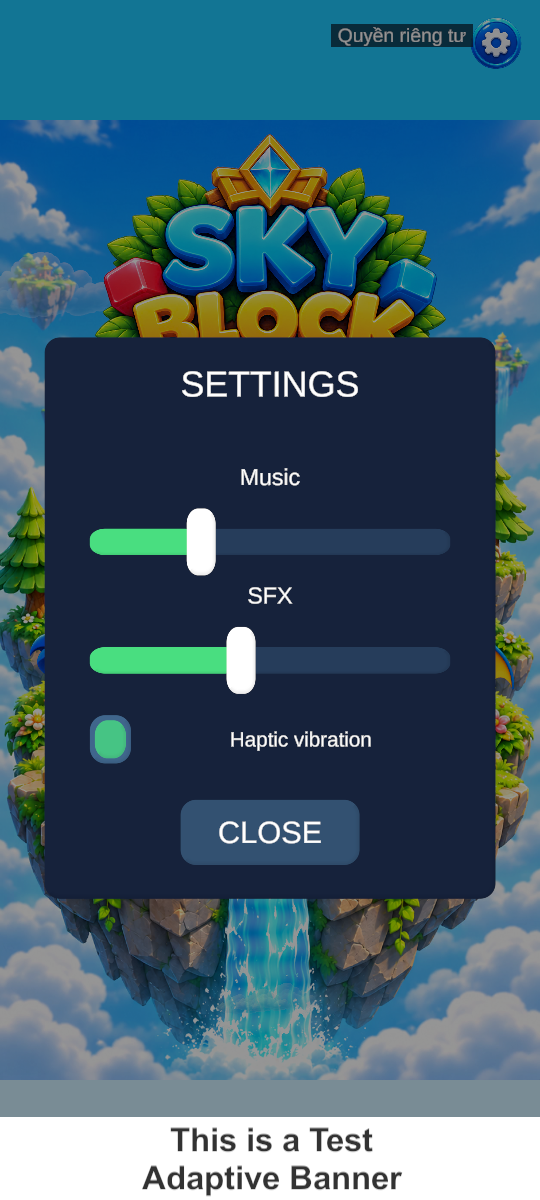 Quyền riêng tư
SKY
BLOCK
SETTINGS
Music
SFX
Haptic vibration
CLOSE
This is a Test
Adaptive Banner